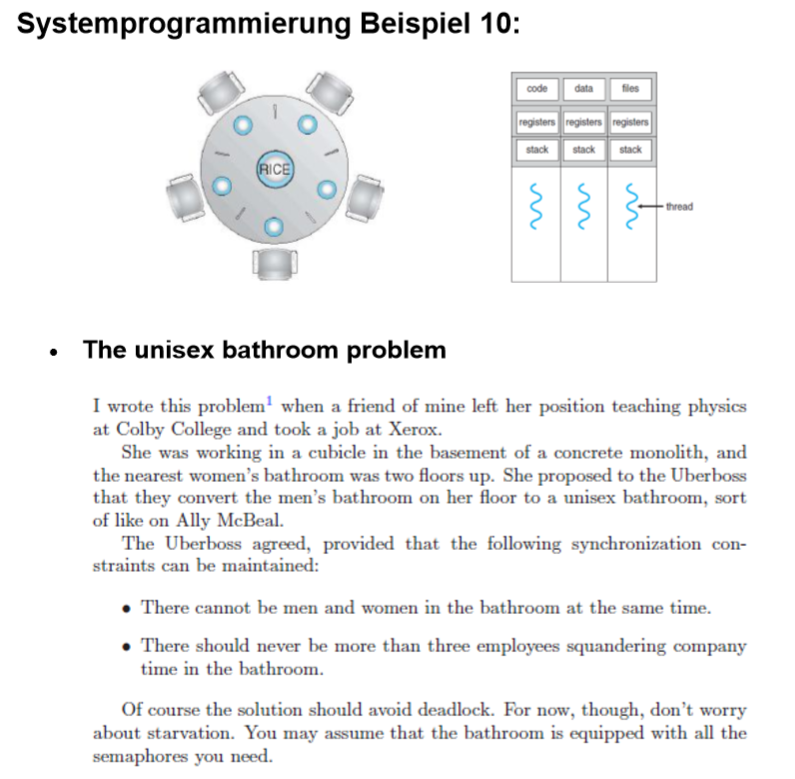 Systemprogrammierung Beispiel 10:
RICE
code data files
registers registers registers
stack stack stack
thread
• The unisex bathroom problem
I wrote this problem¹ when a friend of mine left her position teaching physics
at Colby College and took a job at Xerox.
She was working in a cubicle in the basement of a concrete monolith, and
the nearest women's bathroom was two floors up. She proposed to the Uberboss
that they convert the men's bathroom on her floor to a unisex bathroom, sort
of like on Ally McBeal.
The Uberboss agreed, provided that the following synchronization con-
straints can be maintained:
• There cannot be men and women in the bathroom at the same time.
• There should never be more than three employees squandering company
time in the bathroom.
Of course the solution should avoid deadlock. For now, though, don't worry
about starvation. You may assume that the bathroom is equipped with all the
semaphores you need.